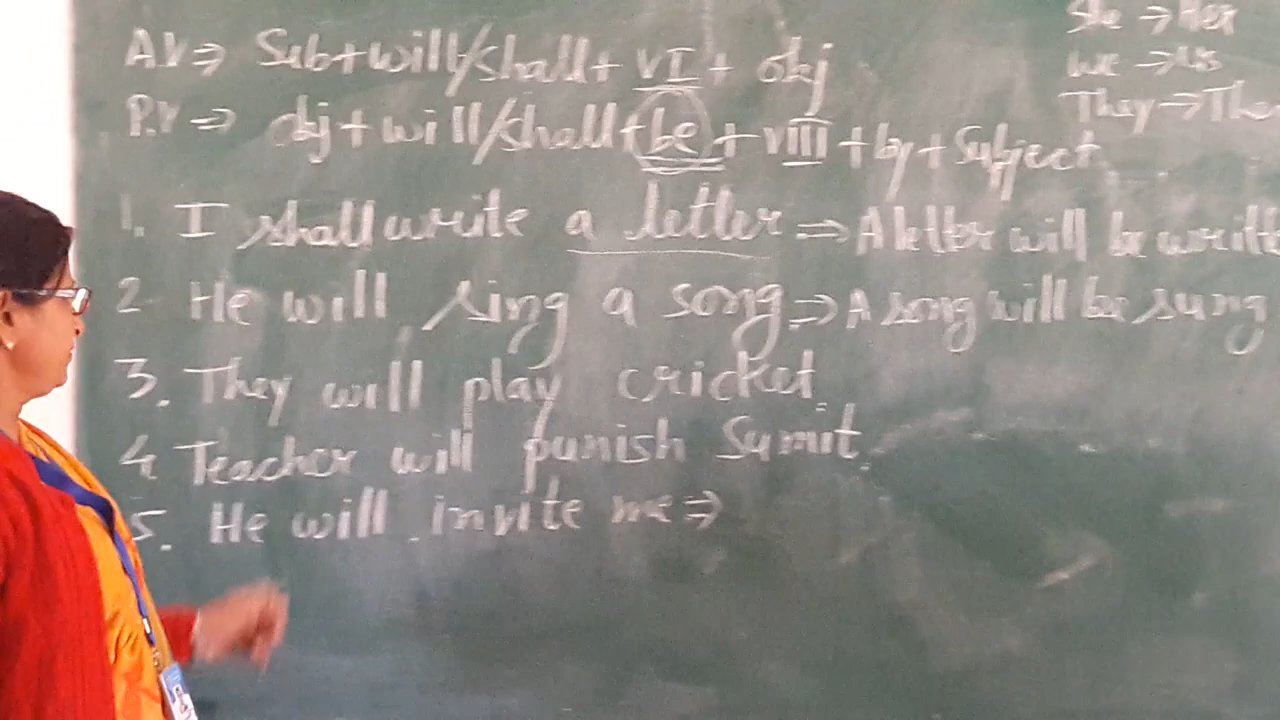 A.V ⇒ Sub+will/shall+ VI + obj
P.V ⇒ obj+will/shall+be+VIII+by+Subject
1. I shall write a letter ⇒ A letter will be writte
2 He will sing a song. ⇒ A song will be sung
3. They will play cricket.
4 Teacher will punish Sumit.
5. He will invite me ⇒
She → Her
We → Us
They → The